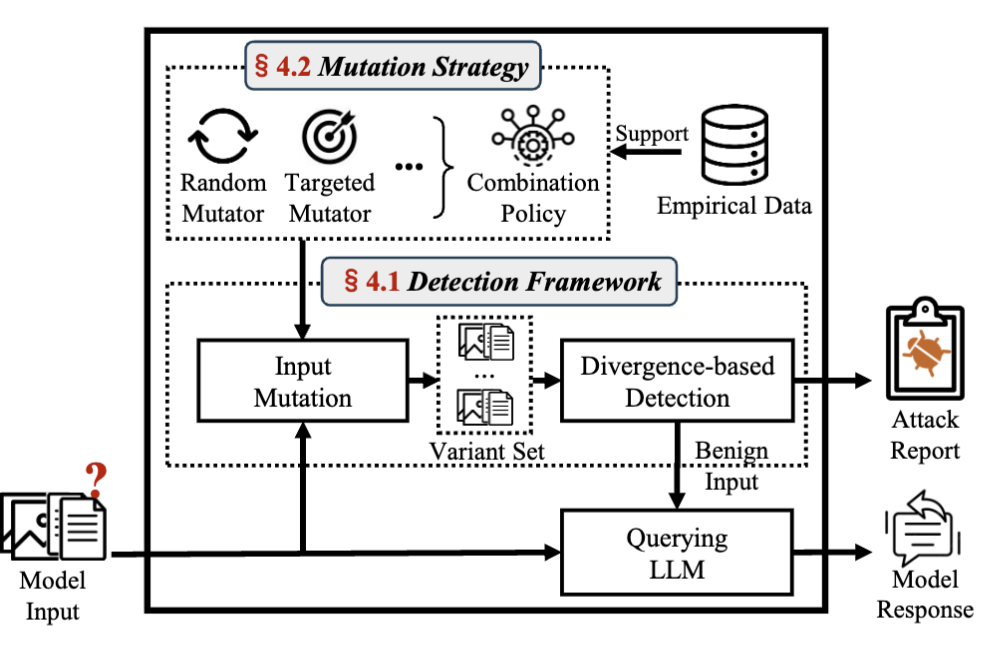 § 4.2 Mutation Strategy
Random
Mutator
Targeted
Mutator
...
Combination
Policy
Support
Empirical Data
§ 4.1 Detection Framework
Input
Mutation
...
Variant Set
Divergence-based
Detection
Attack
Report
Benign
Input
?
Model
Input
Querying
LLM
Model
Response